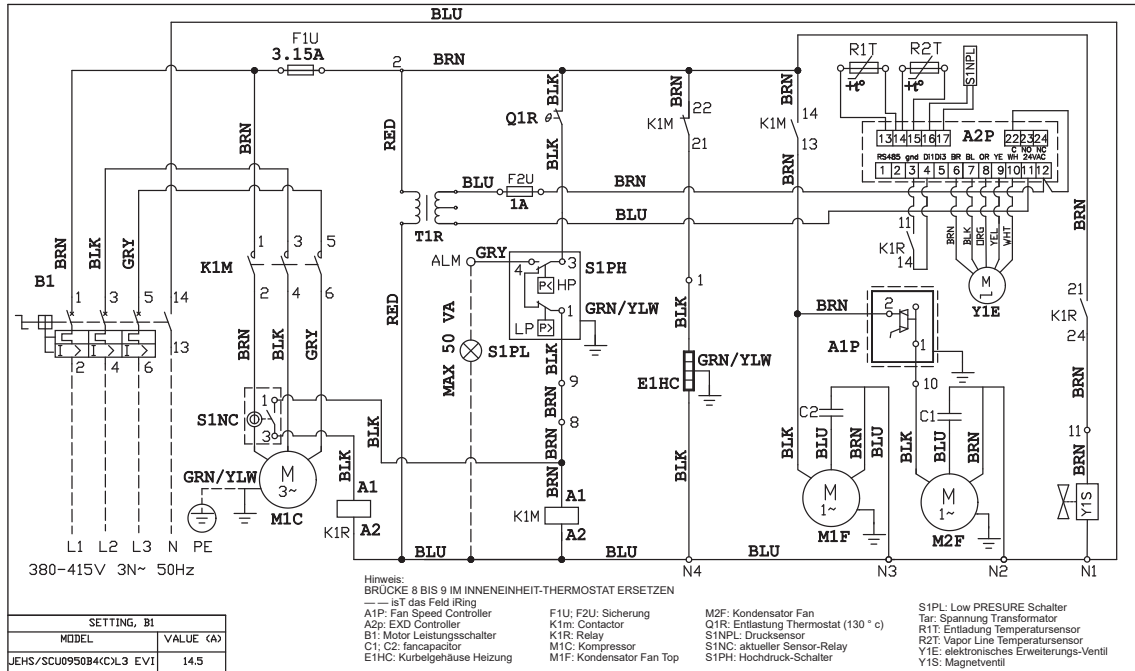 BLU
F1U
3.15A
2
BRN
BLK
BRN
22
K1M
21
14
K1M
13
BRN
BRN
R1T
R2T
S1NPL
+t°
+t°
A2P
13 14 15 16 17
22 23 24
C NO NC
RS485 gnd DI1 DI3 BR BL OR YE WH 24VAC
1 2 3 4 5 6 7 8 9 10 11 12
Q1R
θ
BLK
RED
BLU
F2U
1A
BRN
BLU
T1R
BRN
BRN
BLK
GRY
B1
1 3 5 14
13
2 4 6
K1M
1 3 5
2 4 6
BRN
BLK
GRY
RED
ALM
GRY
4
3
S1PH
P< HP
1
LP P>
GRN/YLW
S1PL
MAX 50 VA
BLK
9
BRN
8
BRN
BRN
1
BLK
GRN/YLW
E1HC
BLK
11
K1R
14
BRN
BLK
ORG
YEL
WHT
M
Y1E
BRN
2
A1P
1
10
BRN
21
K1R
24
BRN
11
BRN
Y1S
S1NC
1
3
BLK
BLK
GRN/YLW
M
3~
M1C
A1
K1R
A2
A1
K1M
A2
C2
C1
BLK
BLU
BRN
BLU
BLK
BLU
BRN
M
1~
M1F
M
1~
M2F
BLU
BLU
BLU
N4
N3
N2
N1
L1 L2 L3 N PE
380-415V 3N~ 50Hz
SETTING, B1
MODEL VALUE (A)
JEHS/SCU0950B4(C)L3 EVI 14.5
Hinweis:
BRÜCKE 8 BIS 9 IM INNENEINHEIT-THERMOSTAT ERSETZEN
— — isT das Feld iRing
A1P: Fan Speed Controller
A2p: EXD Controller
B1: Motor Leistungsschalter
C1; C2: fancapacitor
E1HC: Kurbelgehäuse Heizung
F1U; F2U: Sicherung
K1m: Contactor
K1R: Relay
M1C: Kompressor
M1F: Kondensator Fan Top
M2F: Kondensator Fan
Q1R: Entlastung Thermostat (130 ° c)
S1NPL: Drucksensor
S1NC: aktueller Sensor-Relay
S1PH: Hochdruck-Schalter
S1PL: Low PRESURE Schalter
Tar: Spannung Transformator
R1T: Entladung Temperatursensor
R2T: Vapor Line Temperatursensor
Y1E: elektronisches Erweiterungs-Ventil
Y1S: Magnetventil